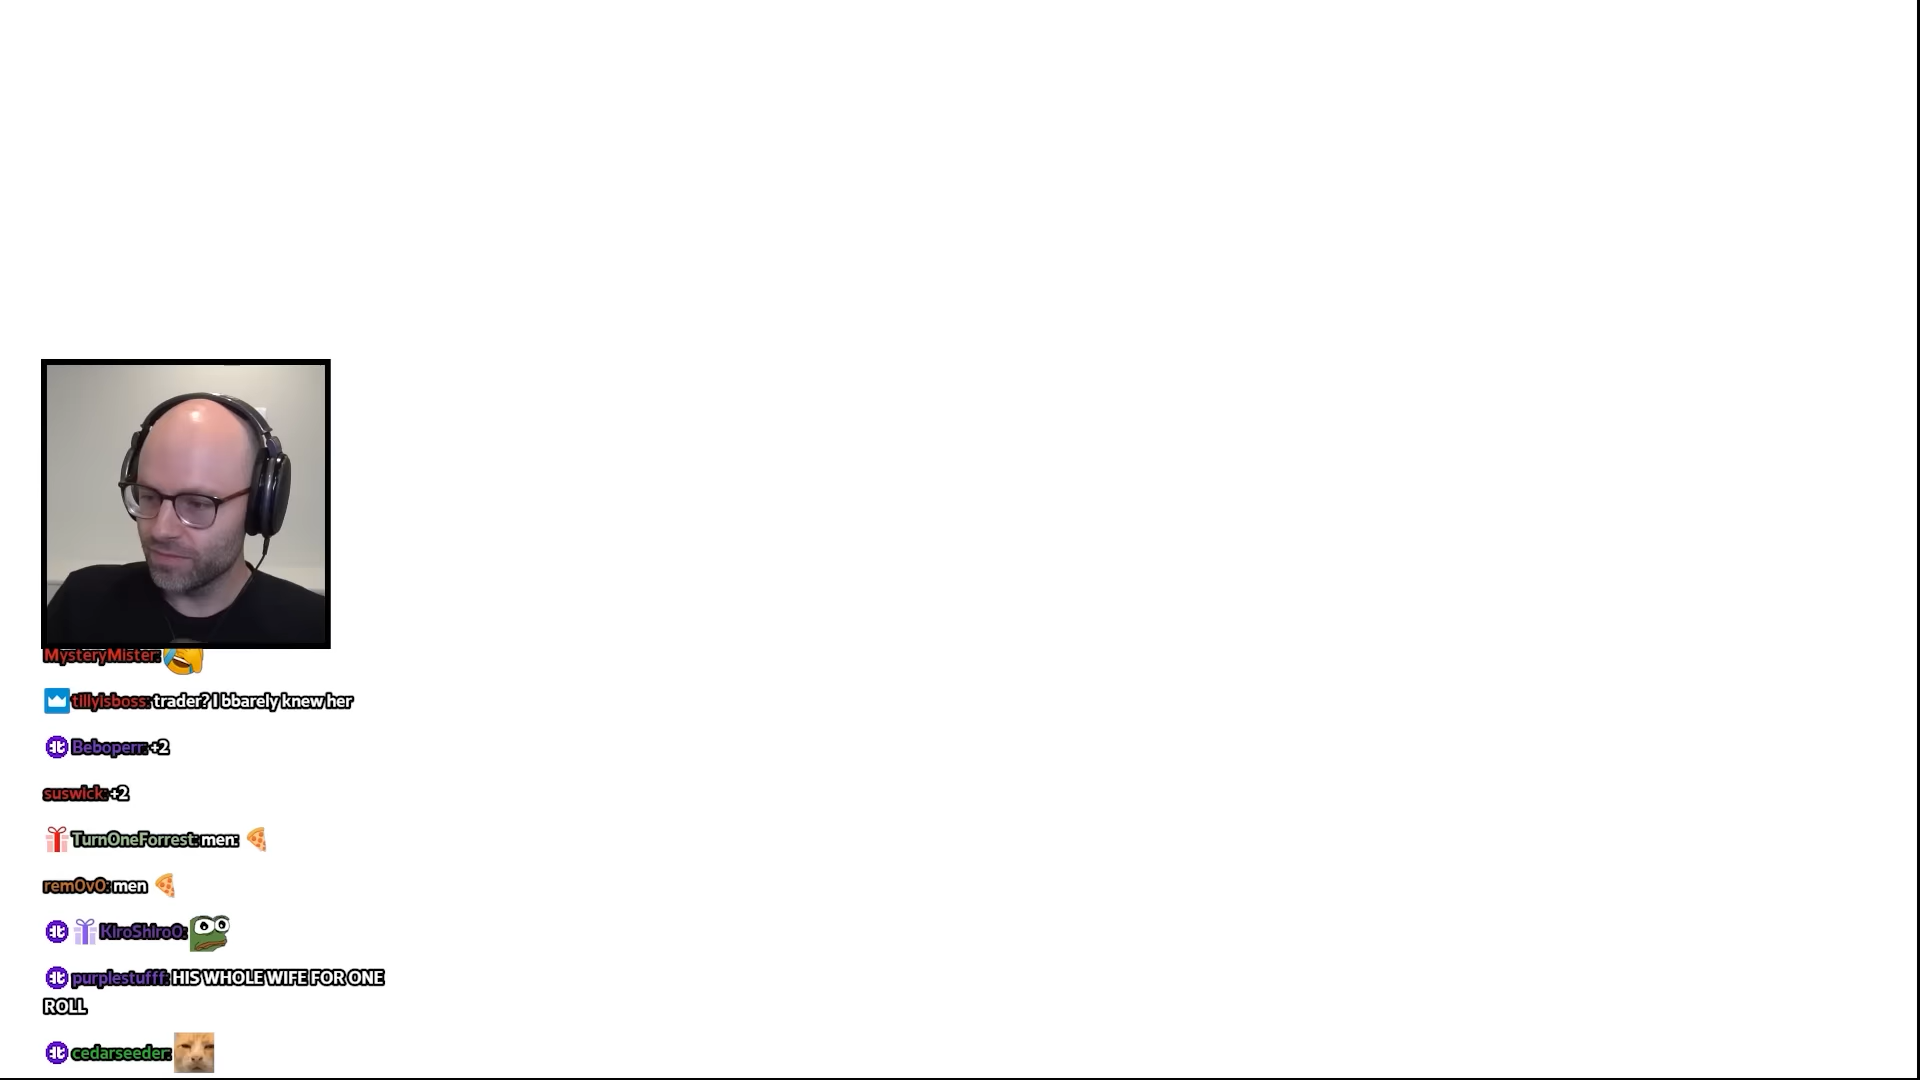 MysteryMister:
tillyisboss: trader? I bbarely knew her
Beboperr: +2
suswick: +2
TurnOneForrest: men:
rem0v0: men
KiroShiro0:
purplestufff: HIS WHOLE WIFE FOR ONE
ROLL
cedarseeder: